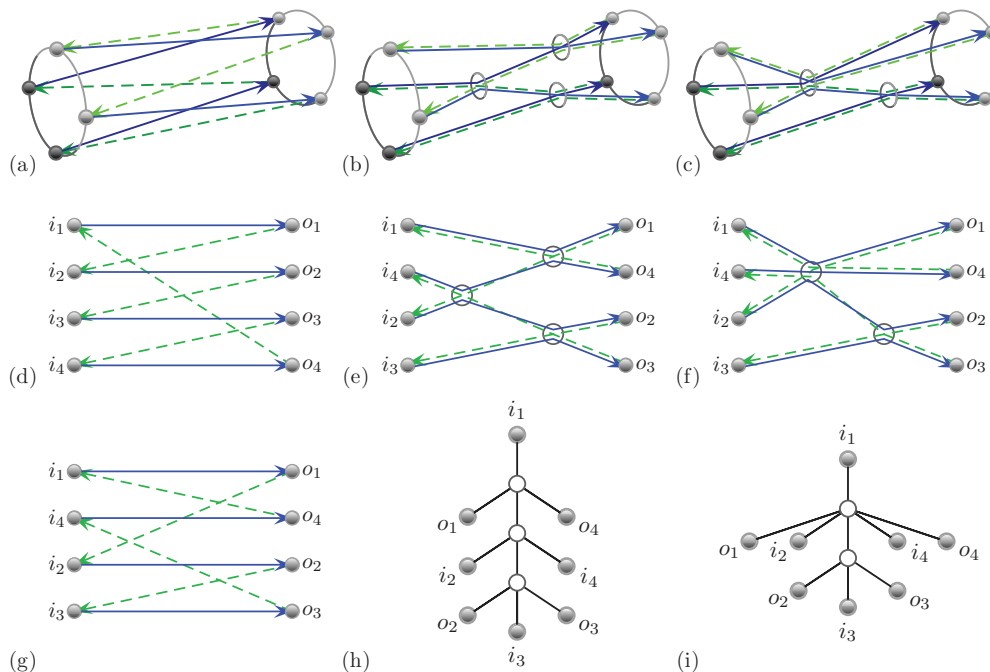 (a)
(b)
(c)
i₁ o₁
i₂ o₂
i₃ o₃
i₄ o₄
(d)
i₁ o₁
i₄ o₄
i₂ o₂
i₃ o₃
(e)
i₁ o₁
i₄ o₄
i₂ o₂
i₃ o₃
(f)
i₁ o₁
i₄ o₄
i₂ o₂
i₃ o₃
(g)
i₁
o₁ o₄
i₂ i₄
o₂ o₃
i₃
(h)
i₁
o₁ i₂ i₄ o₄
o₂ o₃
i₃
(i)